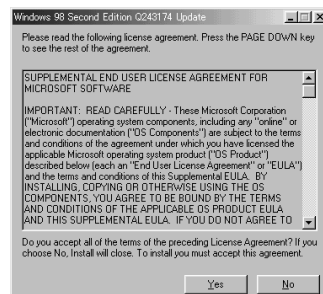 Windows 98 Second Edition Q243174 Update
Please read the following license agreement. Press the PAGE DOWN key
to see the rest of the agreement.
SUPPLEMENTAL END USER LICENSE AGREEMENT FOR
MICROSOFT SOFTWARE
IMPORTANT: READ CAREFULLY - These Microsoft Corporation
("Microsoft") operating system components, including any "online" or
electronic documentation ("OS Components") are subject to the terms
and conditions of the agreement under which you have licensed the
applicable Microsoft operating system product ("OS Product")
described below (each an "End User License Agreement" or "EULA")
and the terms and conditions of this Supplemental EULA. BY
INSTALLING, COPYING OR OTHERWISE USING THE OS
COMPONENTS, YOU AGREE TO BE BOUND BY THE TERMS
AND CONDITIONS OF THE APPLICABLE OS PRODUCT EULA
AND THIS SUPPLEMENTAL EULA. IF YOU DO NOT AGREE TO
Do you accept all of the terms of the preceding License Agreement? If you
choose No, Install will close. To install you must accept this agreement.
Yes No